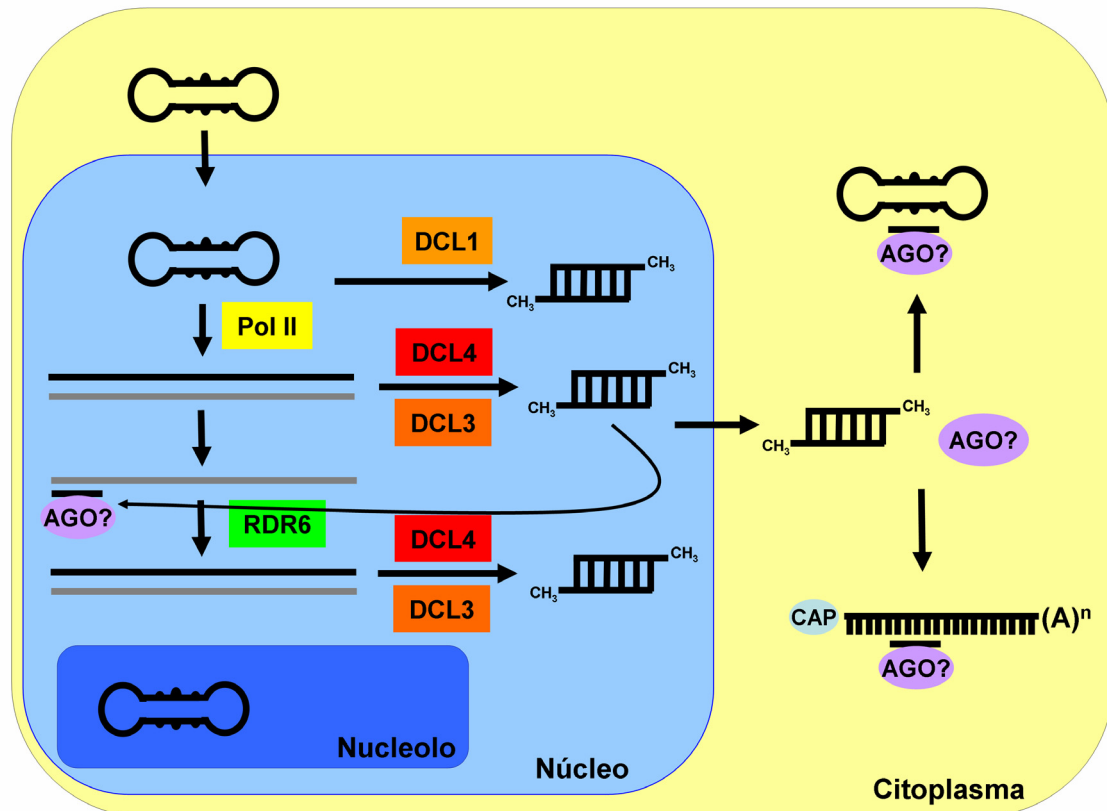 DCL1
CH₃
CH₃
Pol II
DCL4
CH₃
CH₃
DCL3
AGO?
RDR6
DCL4
CH₃
CH₃
DCL3
Nucleolo
Núcleo
AGO?
CH₃
CH₃
AGO?
CAP
(A)ⁿ
AGO?
Citoplasma